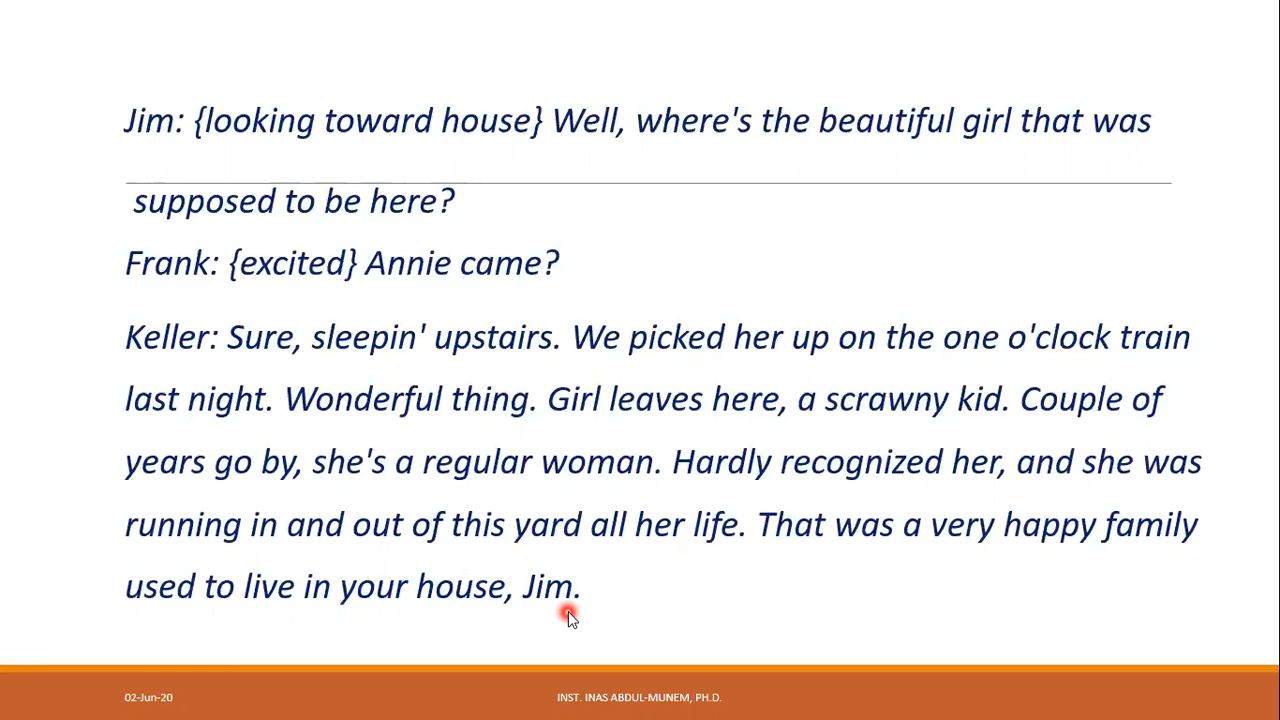 Jim: {looking toward house} Well, where's the beautiful girl that was
supposed to be here?
Frank: {excited} Annie came?
Keller: Sure, sleepin' upstairs. We picked her up on the one o'clock train
last night. Wonderful thing. Girl leaves here, a scrawny kid. Couple of
years go by, she's a regular woman. Hardly recognized her, and she was
running in and out of this yard all her life. That was a very happy family
used to live in your house, Jim.
02-Jun-20
INST. INAS ABDUL-MUNEM, PH.D.